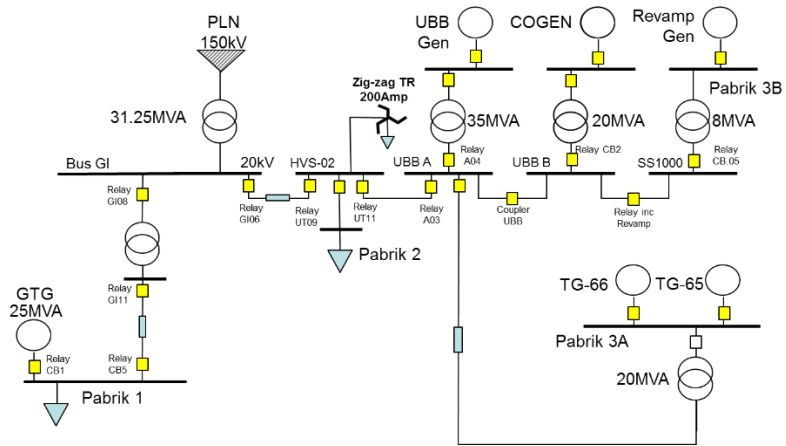 PLN
150kV
31.25MVA
Bus GI
20kV
Relay
GI08
Relay
GI11
GTG
25MVA
Relay
CB1
Relay
CB5
Pabrik 1
Relay
GI06
HVS-02
Relay
UT09
Zig-zag TR
200Amp
Relay
UT11
Pabrik 2
UBB
Gen
35MVA
Relay
A04
UBB A
Relay
A03
COGEN
20MVA
Relay CB2
UBB B
Coupler
UBB
Revamp
Gen
Pabrik 3B
8MVA
Relay
CB.05
SS1000
Relay inc
Revamp
TG-66
TG-65
Pabrik 3A
20MVA